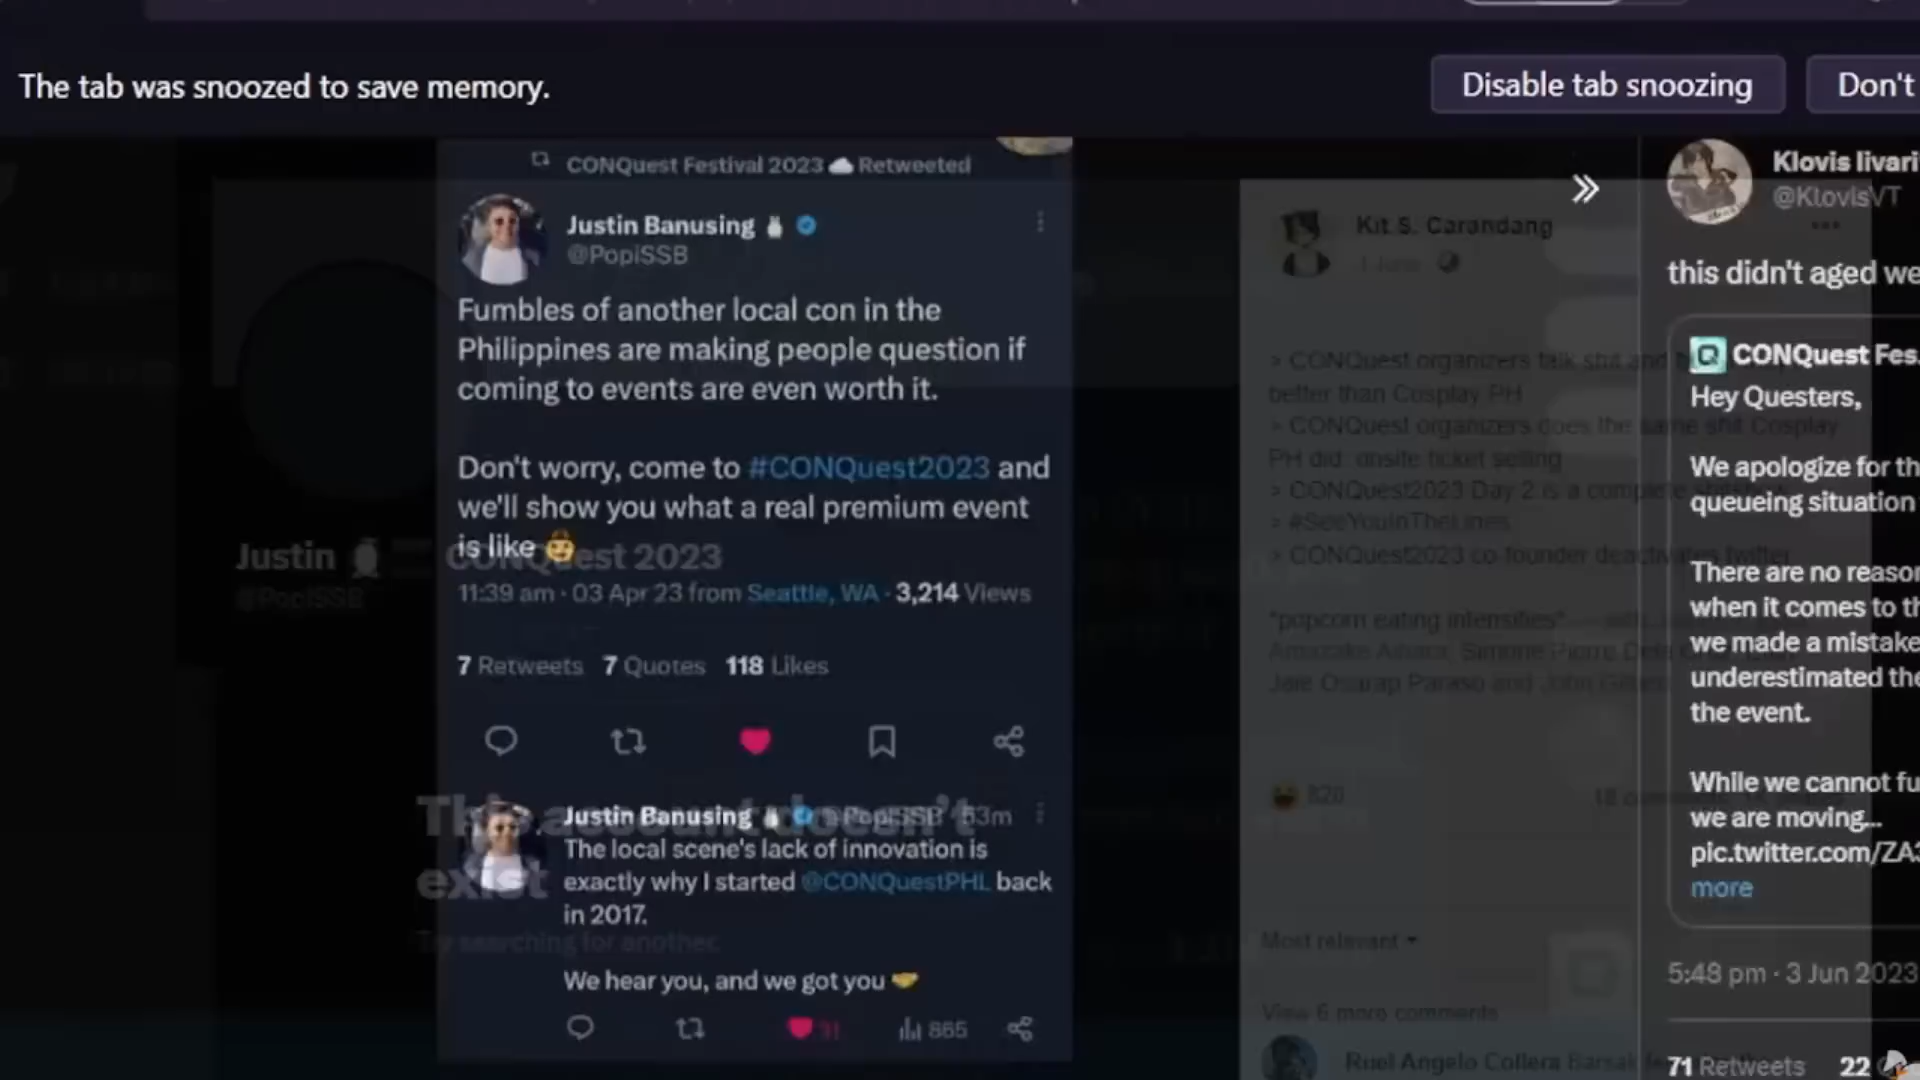 The tab was snoozed to save memory.
Disable tab snoozing
Don't
CONQuest Festival 2023 Retweeted
Justin Banusing
@PopiSSB
Fumbles of another local con in the
Philippines are making people question if
coming to events are even worth it.
Don't worry, come to #CONQuest2023 and
we'll show you what a real premium event
is like
11:39 am · 03 Apr 23 from Seattle, WA · 3,214 Views
7 Retweets 7 Quotes 118 Likes
Justin Banusing @PopiSSB 53m
The local scene's lack of innovation is
exactly why I started @CONQuestPHL back
in 2017.
We hear you, and we got you
31
865
Justin
CONQuest 2023
@PopiSSB
This account doesn't
exist
Try searching for another.
Kit S. Carandang
1 June
> CONQuest organizers talk shit and
better than Cosplay PH
> CONQuest organizers does the same shit Cosplay
PH did: onsite ticket selling
> CONQuest2023 Day 2 is a complete
> #SeeYouInTheLines
> CONQuest2023 co-founder deactivates twitter
*popcorn eating intensifies*
828
Most relevant
View 6 more comments
Ruel Angelo Collera Barsak
Klovis Iivari
@KlovisVT
this didn't aged we
CONQuest Fes.
Hey Questers,
We apologize for th
queueing situation
There are no reason
when it comes to th
we made a mistake
underestimated the
the event.
While we cannot fu
we are moving...
pic.twitter.com/ZA3
more
5:48 pm · 3 Jun 2023
71 Retweets 22